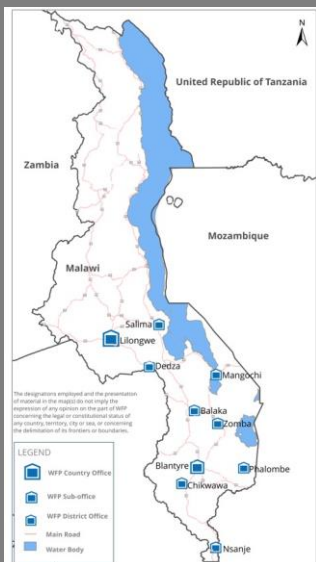 N
United Republic of Tanzania
Zambia
Mozambique
Malawi
Salima
Lilongwe
Dedza
Mangochi
The designations employed and the presentation
of material in the map(s) do not imply the
expression of any opinion on the part of WFP
concerning the legal or constitutional status of
any country, territory, city or sea, or concerning
the delimitation of its frontiers or boundaries.
Balaka
Zomba
LEGEND
WFP Country Office
WFP Sub-office
WFP District Office
Main Road
Water Body
Blantyre
Phalombe
Chikwawa
Nsanje